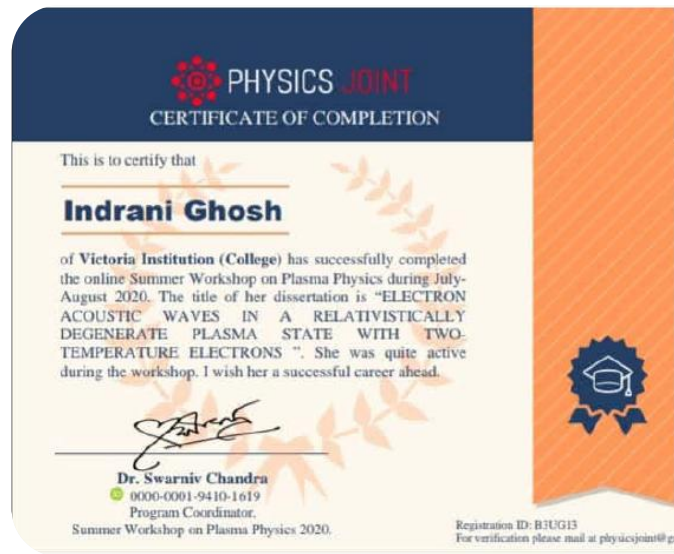 PHYSICS JOINT
CERTIFICATE OF COMPLETION
This is to certify that
Indrani Ghosh
of Victoria Institution (College) has successfully completed
the online Summer Workshop on Plasma Physics during July-
August 2020. The title of her dissertation is “ELECTRON
ACOUSTIC WAVES IN A RELATIVISTICALLY
DEGENERATE PLASMA STATE WITH TWO-
TEMPERATURE ELECTRONS ”. She was quite active
during the workshop. I wish her a successful career ahead.
Dr. Swarniv Chandra
0000-0001-9410-1619
Program Coordinator,
Summer Workshop on Plasma Physics 2020.
Registration ID: B3UG13
For verification please mail at physicsjoint@g